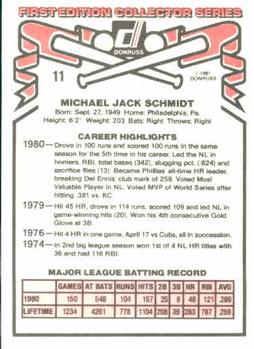 FIRST EDITION COLLECTOR SERIES
DONRUSS
11
© 1981
DONRUSS
MICHAEL JACK SCHMIDT
Born: Sept. 27, 1949 Home: Philadelphia, Pa.
Height: 6'2" Weight: 203 Bats: Right Throws: Right
CAREER HIGHLIGHTS
1980— Drove in 100 runs and scored 100 runs in the same
season for the 5th time in his career. Led the NL in
homers, RBI, total bases (342), slugging pct. (.624) and
sacrifice flies (13). Became Phillies all-time HR leader,
breaking Del Ennis' club mark of 259. Voted Most
Valuable Player in NL. Voted MVP of World Series after
hitting .381 vs. KC.
1979— Hit 45 HR, drove in 114 runs, scored 109 and led NL in
game-winning hits (20). Won his 4th consecutive Gold
Glove at 3B.
1976— Hit 4 HR in one game, April 17 vs Cubs, all in succession.
1974— In 2nd big league season won 1st of 4 NL HR titles
with 36 and had 116 RBI.
MAJOR LEAGUE BATTING RECORD
GAMES AT BATS RUNS HITS 2B 3B HR RBI AVG
1980 150 548 104 157 25 8 48 121 .286
LIFETIME 1234 4261 778 1104 209 39 283 787 .259